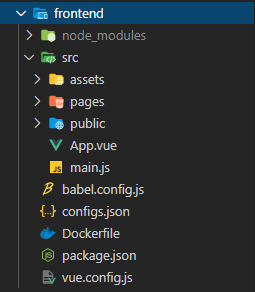 frontend
node_modules
src
assets
pages
public
App.vue
main.js
babel.config.js
configs.json
Dockerfile
package.json
vue.config.js